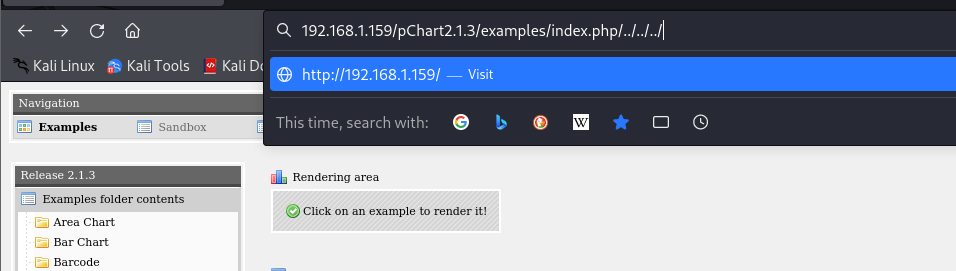 192.168.1.159/pChart2.1.3/examples/index.php/../../../
Kali Linux Kali Tools Kali Do
http://192.168.1.159/ — Visit
Navigation
Examples Sandbox
This time, search with:
W
Release 2.1.3
Examples folder contents
Area Chart
Bar Chart
Barcode
Rendering area
Click on an example to render it!